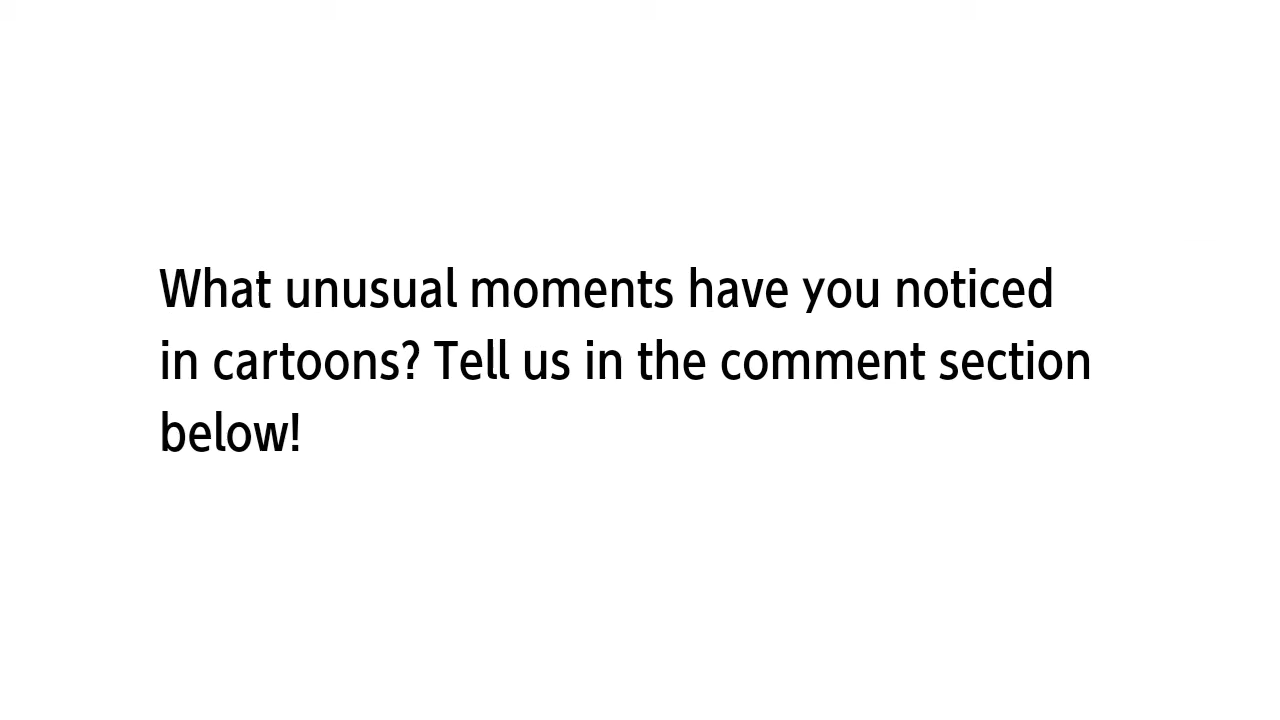 What unusual moments have you noticed
in cartoons? Tell us in the comment section
below!